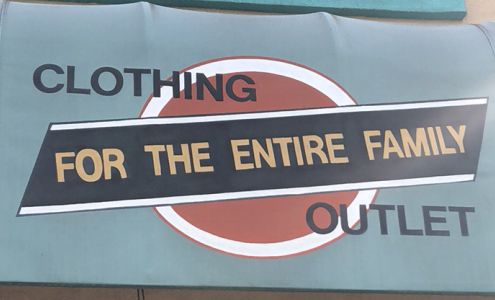 CLOTHING
FOR THE ENTIRE FAMILY
OUTLET